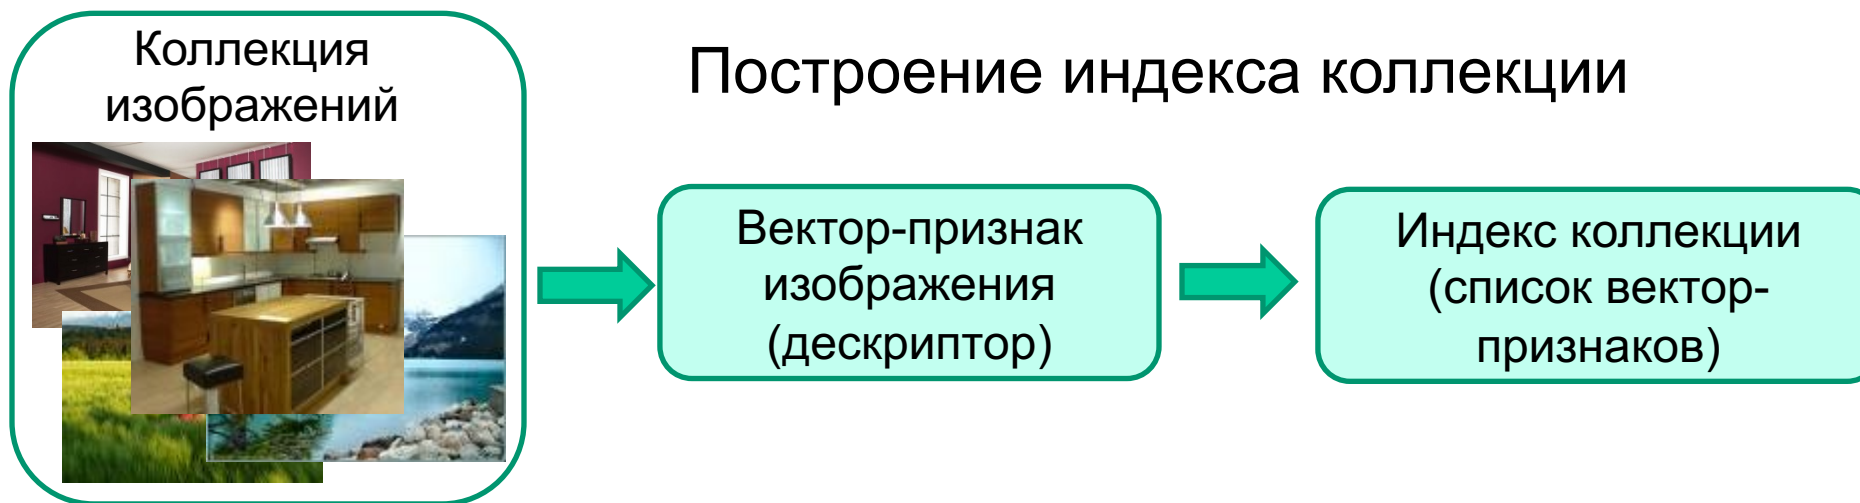 Коллекция
изображений
Построение индекса коллекции
Вектор-признак
изображения
(дескриптор)
Индекс коллекции
(список вектор-
признаков)